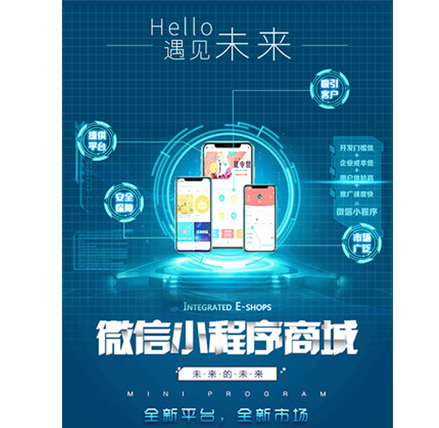 Hello
遇见未来
吸引
客户
提供
平台
开发门槛低
+
企业成本低
+
用户体验高
+
推广速度快
=
微信小程序
安全
保障
市场
广泛
夏令营
INTEGRATED E-SHOPS
微信小程序商城
未来的未来
MINI PROGRAM
全新平台，全新市场